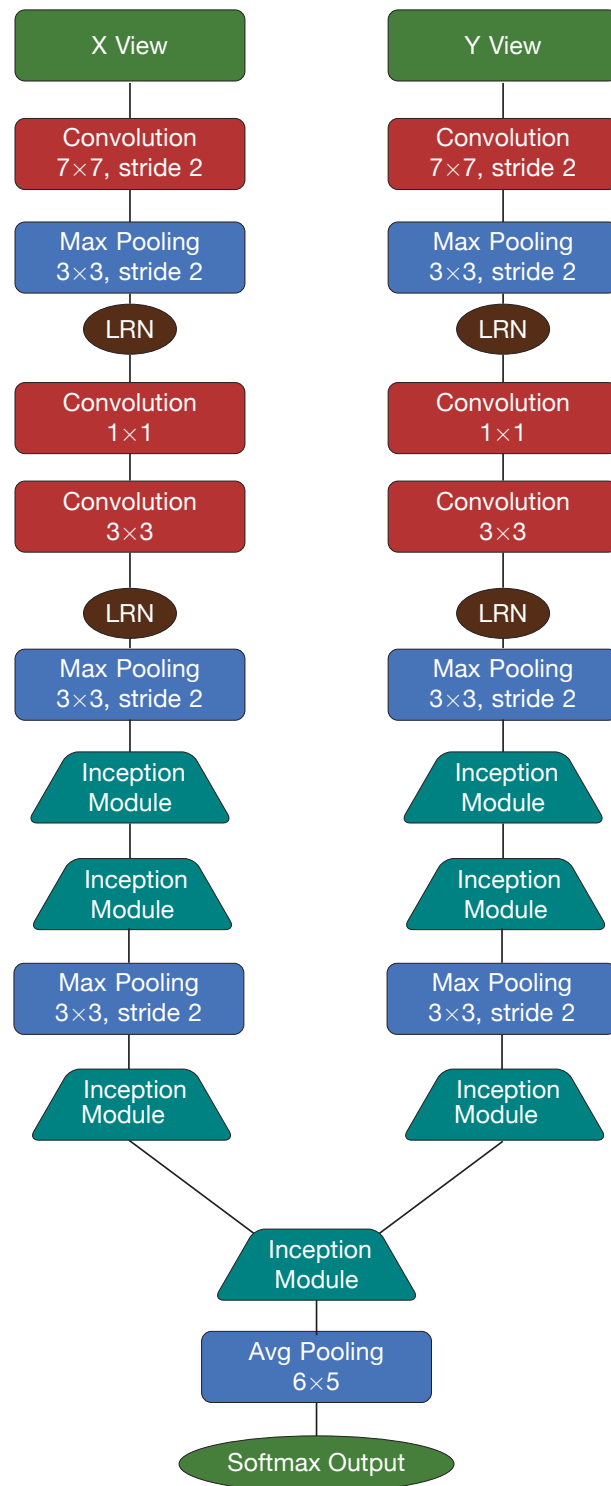 X View
Y View
Convolution
7×7, stride 2
Convolution
7×7, stride 2
Max Pooling
3×3, stride 2
Max Pooling
3×3, stride 2
LRN
LRN
Convolution
1×1
Convolution
1×1
Convolution
3×3
Convolution
3×3
LRN
LRN
Max Pooling
3×3, stride 2
Max Pooling
3×3, stride 2
Inception
Module
Inception
Module
Inception
Module
Inception
Module
Max Pooling
3×3, stride 2
Max Pooling
3×3, stride 2
Inception
Module
Inception
Module
Inception
Module
Avg Pooling
6×5
Softmax Output